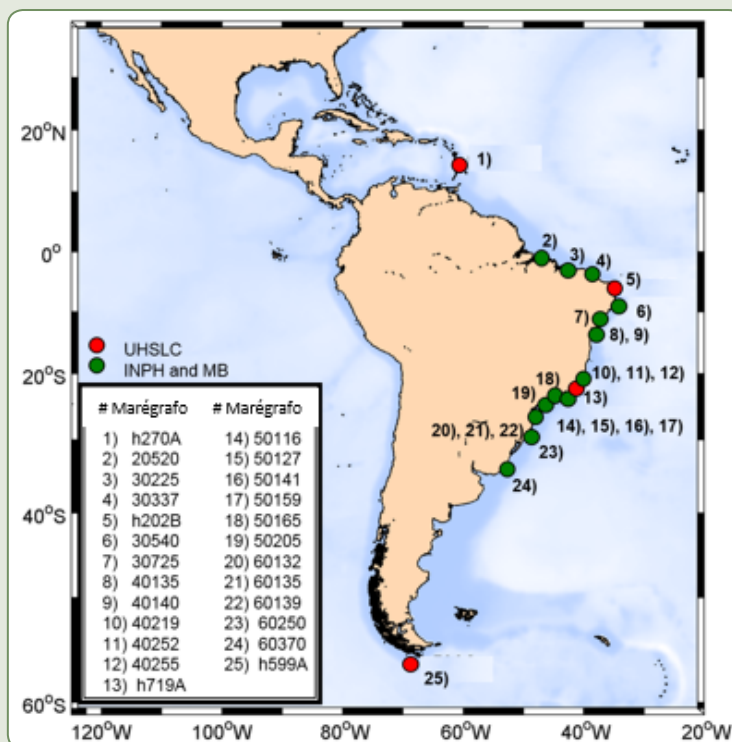 20°N
0°
20°S
40°S
60°S
120°W 100°W 80°W 60°W 40°W 20°W
1)
2)
3)
4)
5)
6)
7)
8), 9)
10), 11), 12)
13)
14), 15), 16), 17)
18)
19)
20), 21), 22)
23)
24)
25)
UHSLC
INPH and MB
# Marégrafo # Marégrafo
1) h270A 14) 50116
2) 20520 15) 50127
3) 30225 16) 50141
4) 30337 17) 50159
5) h202B 18) 50165
6) 30540 19) 50205
7) 30725 20) 60132
8) 40135 21) 60135
9) 40140 22) 60139
10) 40219 23) 60250
11) 40252 24) 60370
12) 40255 25) h599A
13) h719A